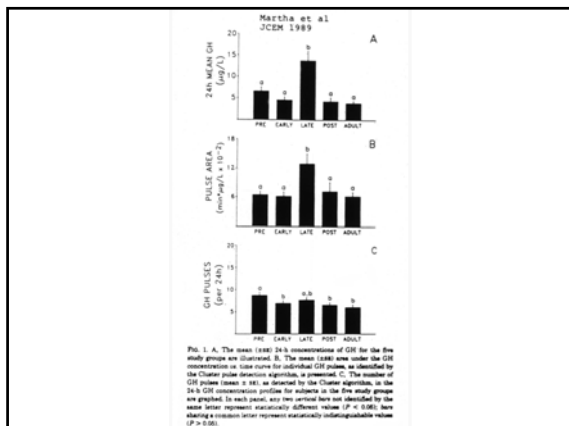 Martha et al
JCEM 1989
A
24h MEAN GH
(µg/L)
20
15
10
5
a
a
b
a
a
PRE EARLY LATE POST ADULT
B
PULSE AREA
(min*µg/L x 10⁻²)
18
12
6
a
a
b
a
a
PRE EARLY LATE POST ADULT
C
GH PULSES
(per 24h)
20
15
10
5
a
b
a,b
b
b
PRE EARLY LATE POST ADULT
FIG. 1. A, The mean (±SE) 24-h concentrations of GH for the five
study groups are illustrated. B, The mean (±SE) area under the GH
concentration vs. time curve for individual GH pulses, as identified by
the Cluster pulse detection algorithm, is presented. C, The number of
GH pulses (mean ± SE), as detected by the Cluster algorithm, in the
24-h GH concentration profiles for subjects in the five study groups
are graphed. In each panel, any two vertical bars not identified by the
same letter represent statistically different values (P < 0.05); bars
sharing a common letter represent statistically indistinguishable values
(P > 0.05).